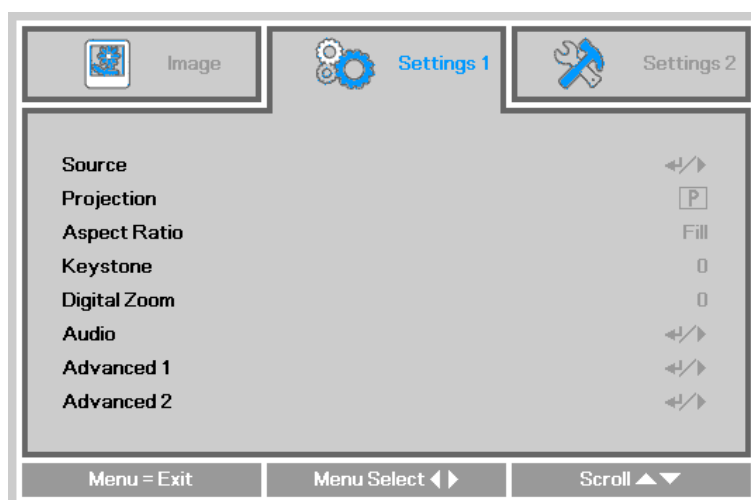 Image Settings 1 Settings 2
Source ↵/▶
Projection P
Aspect Ratio Fill
Keystone 0
Digital Zoom 0
Audio ↵/▶
Advanced 1 ↵/▶
Advanced 2 ↵/▶
Menu = Exit Menu Select ◀▶ Scroll ▲▼